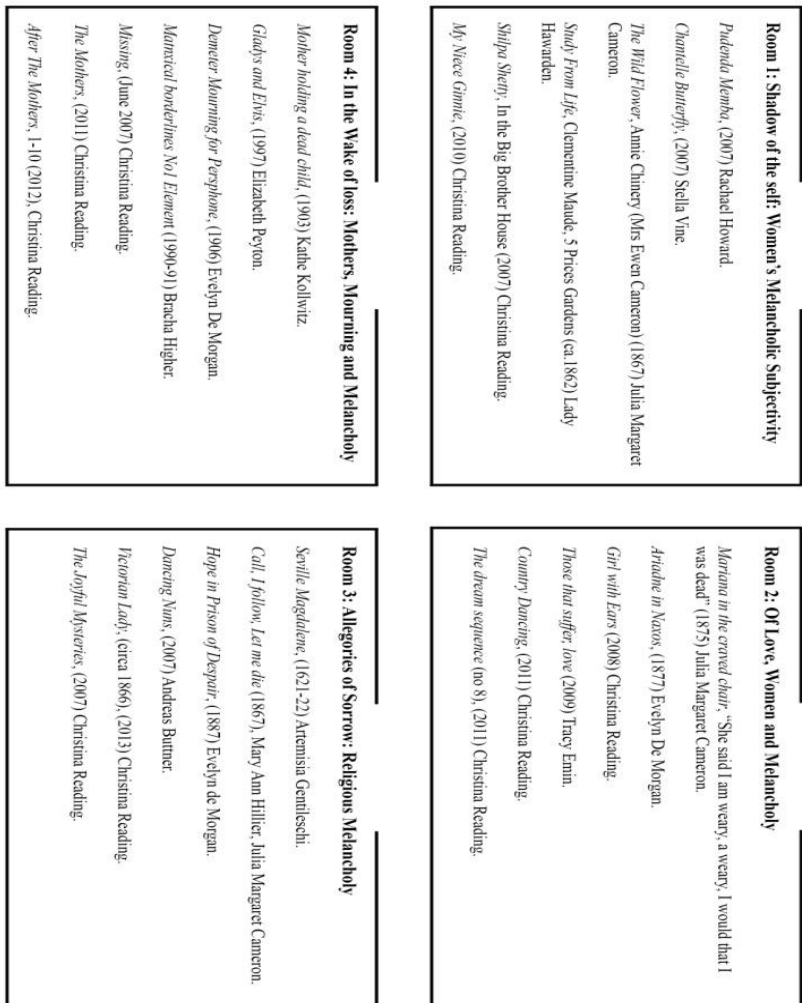 Room 1: Shadow of the self: Women's Melancholic Subjectivity
Pudenda Memba, (2007) Rachael Howard.
Chantelle Butterfly, (2007) Stella Vine.
The Wild Flower, Annie Chinery (Mrs Ewen Cameron) (1867) Julia Margaret
Cameron.
Study From Life, Clementine Maude, 5 Prices Gardens (ca.1862) Lady
Hawarden.
Shilpa Shetty, In the Big Brother House (2007) Christina Reading.
My Niece Ginnie, (2010) Christina Reading.
Room 2: Of Love, Women and Melancholy
Mariana in the craved chair, “She said I am weary, a weary, I would that I
was dead” (1875) Julia Margaret Cameron.
Ariadne in Naxos, (1877) Evelyn De Morgan.
Girl with Ears (2008) Christina Reading.
Those that suffer, love (2009) Tracy Emin.
Country Dancing, (2011) Christina Reading.
The dream sequence (no 8), (2011) Christina Reading.
Room 3: Allegories of Sorrow: Religious Melancholy
Seville Magdalene, (1621-22) Artemisia Gentileschi.
Call, I follow, Let me die (1867), Mary Ann Hillier, Julia Margaret Cameron.
Hope in Prison of Despair, (1887) Evelyn de Morgan.
Dancing Nuns, (2007) Andreas Buttner.
Victorian Lady, (circa 1866), (2013) Christina Reading.
The Joyful Mysteries, (2007) Christina Reading.
Room 4: In the Wake of loss: Mothers, Mourning and Melancholy
Mother holding a dead child, (1903) Kathe Kollwitz.
Gladys and Elvis, (1997) Elizabeth Peyton.
Demeter Mourning for Persphone, (1906) Evelyn De Morgan.
Matrixical borderlines No1 Element (1990-91) Bracha Higher.
Missing, (June 2007) Christina Reading.
The Mothers, (2011) Christina Reading.
After The Mothers, 1-10 (2012), Christina Reading.